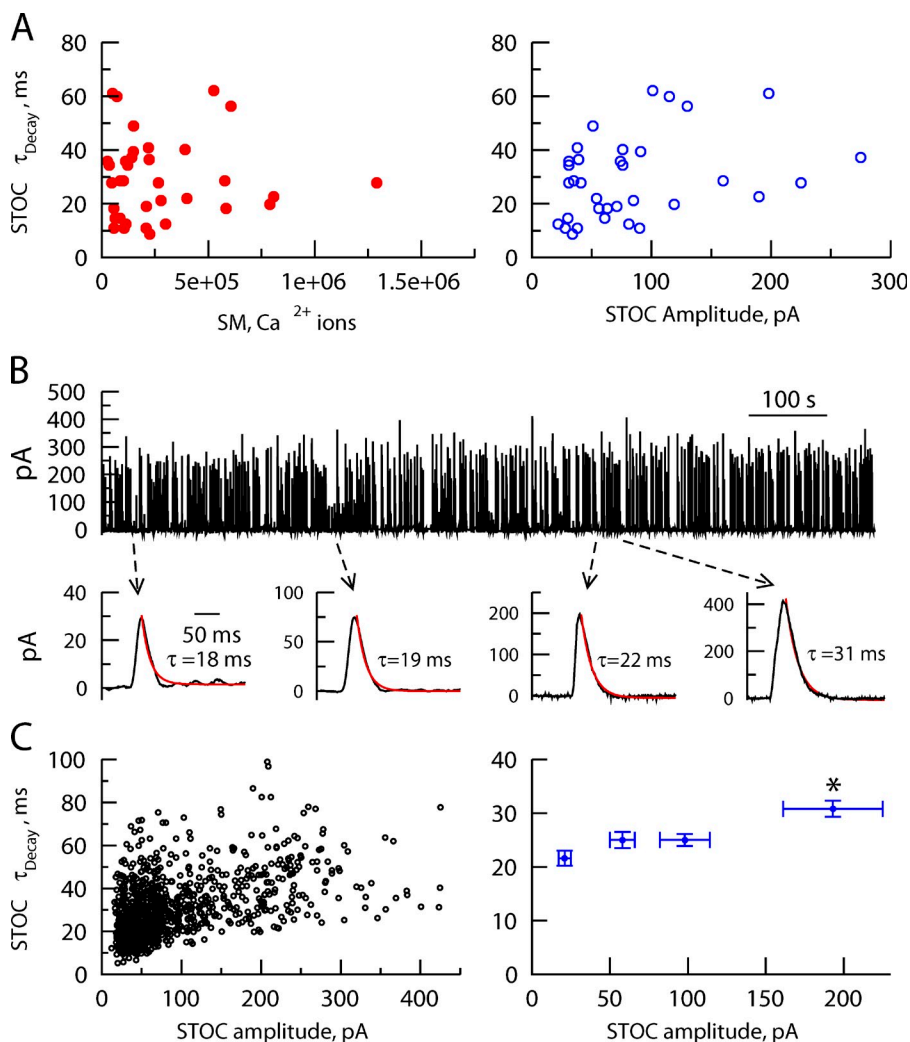 A
80
60
40
20
0
STOC τDecay, ms
0 5e+05 1e+06 1.5e+06
SM, Ca 2+ ions
80
60
40
20
0
0 100 200 300
STOC Amplitude, pA
B
500
400
300
200
100
0
pA
100 s
40
20
0
pA
50 ms
τ =18 ms
100
75
50
25
0
τ =19 ms
200
100
0
τ=22 ms
400
200
0
τ =31 ms
C
100
80
60
40
20
0
STOC τDecay, ms
0 100 200 300 400
STOC amplitude, pA
40
30
20
10
0
*
0 50 100 150 200
STOC amplitude, pA